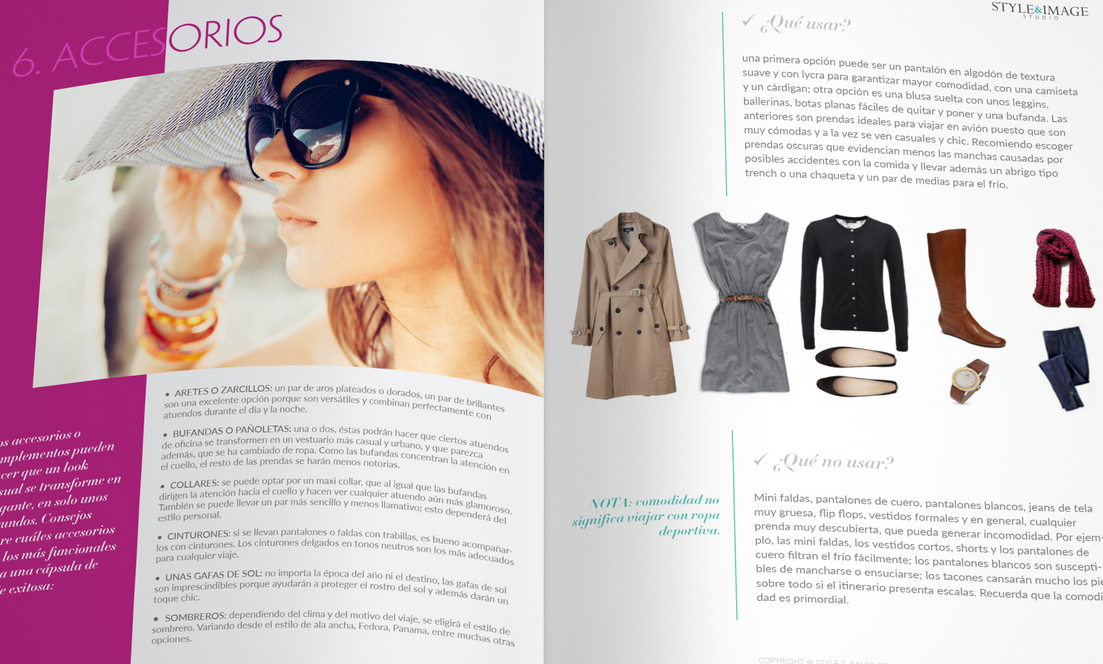 6. ACCESORIOS
os accesorios o
mplementos pueden
cer que un look
sual se transforme en
gante, en solo unos
undos. Consejos
re cuáles accesorios
los más funcionales
a una cápsula de
e exitosa:
• ARETES O ZARCILLOS: un par de aros plateados o dorados, un par de brillantes
son una excelente opción porque son versátiles y combinan perfectamente con
atuendos durante el día y la noche.
• BUFANDAS O PAÑOLETAS: una o dos, éstas podrán hacer que ciertos atuendos
de oficina se transformen en un vestuario más casual y urbano, y que parezca
además, que se ha cambiado de ropa. Como las bufandas concentran la atención en
el cuello, el resto de las prendas se harán menos notorias.
• COLLARES: se puede optar por un maxi collar, que al igual que las bufandas
dirigen la atención hacia el cuello y hacen ver cualquier atuendo aún más glamoroso,
También se puede llevar un par más sencillo y menos llamativo; esto dependerá del
estilo personal.
• CINTURONES: si se llevan pantalones o faldas con trabillas, es bueno acompañar-
los con cinturones. Los cinturones delgados en tonos neutros son los más adecuados
para cualquier viaje.
• UNAS GAFAS DE SOL: no importa la época del año ni el destino, las gafas de sol
son imprescindibles porque ayudarán a proteger el rostro del sol y además darán un
toque chic.
• SOMBREROS: dependiendo del clima y del motivo del viaje, se eligirá el estilo de
sombrero. Variando desde el estilo de ala ancha, Fedora, Panama, entre muchas otras
opciones.
STYLE&IMAGE
STUDIO
✓ ¿Qué usar?
una primera opción puede ser un pantalón en algodón de textura
suave y con lycra para garantizar mayor comodidad, con una camiseta
y un cárdigan; otra opción es una blusa suelta con unos leggins,
ballerinas, botas planas fáciles de quitar y poner y una bufanda. Las
anteriores son prendas ideales para viajar en avión puesto que son
muy cómodas y a la vez se ven casuales y chic. Recomiendo escoger
prendas oscuras que evidencian menos las manchas causadas por
posibles accidentes con la comida y llevar además un abrigo tipo
trench o una chaqueta y un par de medias para el frío.
NOTA: comodidad no
significa viajar con ropa
deportiva.
✓ ¿Qué no usar?
Mini faldas, pantalones de cuero, pantalones blancos, jeans de tela
muy gruesa, flip flops, vestidos formales y en general, cualquier
prenda muy descubierta, que pueda generar incomodidad. Por ejem-
plo, las mini faldas, los vestidos cortos, shorts y los pantalones de
cuero filtran el frío fácilmente; los pantalones blancos son suscepti-
bles de mancharse o ensuciarse; los tacones cansarán mucho los pie
sobre todo si el itinerario presenta escalas. Recuerda que la comodi
dad es primordial.
COPYRIGHT @ STYLE & IMAGE